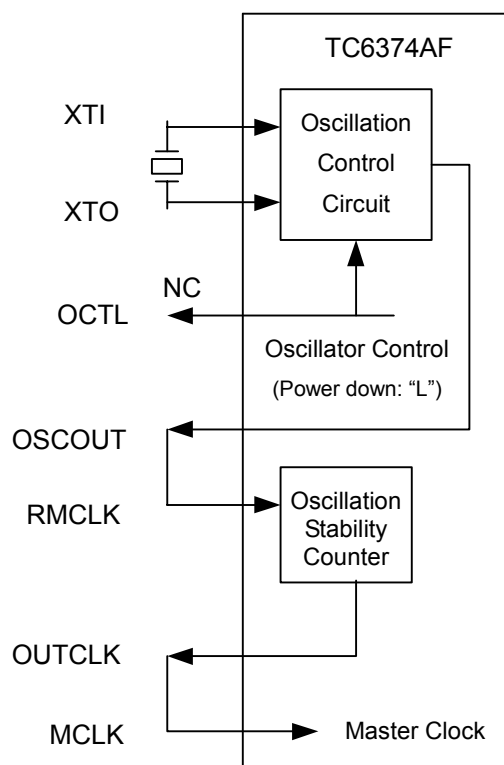 TC6374AF
XTI
Oscillation
Control
Circuit
XTO
NC
OCTL
Oscillator Control
(Power down: “L”)
OSCOUT
RMCLK
Oscillation
Stability
Counter
OUTCLK
MCLK
Master Clock